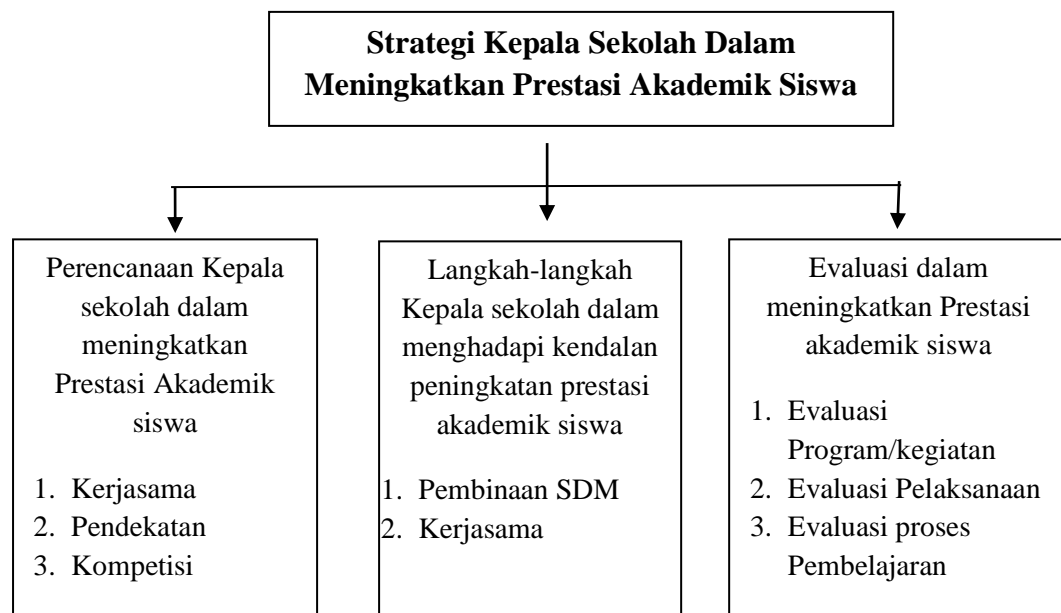 Strategi Kepala Sekolah Dalam
Meningkatkan Prestasi Akademik Siswa
Perencanaan Kepala
sekolah dalam
meningkatkan
Prestasi Akademik
siswa
1. Kerjasama
2. Pendekatan
3. Kompetisi
Langkah-langkah
Kepala sekolah dalam
menghadapi kendalan
peningkatan prestasi
akademik siswa
1. Pembinaan SDM
2. Kerjasama
Evaluasi dalam
meningkatkan Prestasi
akademik siswa
1. Evaluasi
Program/kegiatan
2. Evaluasi Pelaksanaan
3. Evaluasi proses
Pembelajaran